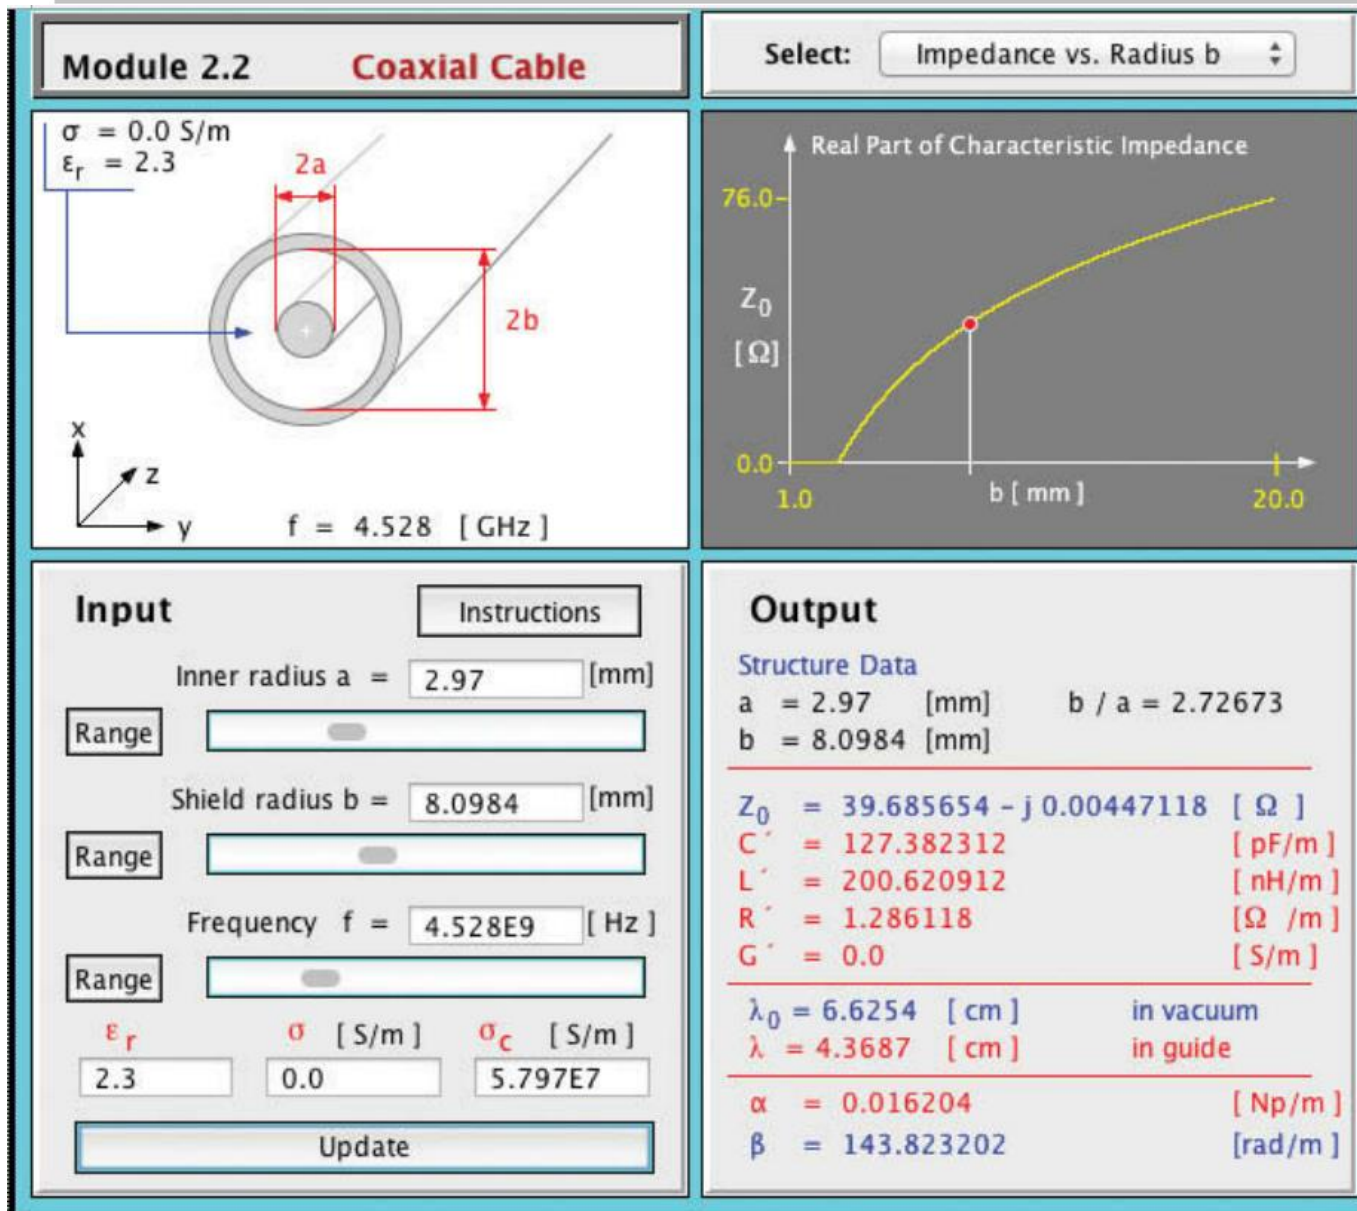 Module 2.2 Coaxial Cable
Select: Impedance vs. Radius b
σ = 0.0 S/m
εr = 2.3
2a
2b
x
z
y
f = 4.528 [ GHz ]
Real Part of Characteristic Impedance
76.0
Z0
[ Ω]
0.0
1.0
b [ mm ]
20.0
Input
Instructions
Inner radius a = 2.97 [mm]
Range
Shield radius b = 8.0984 [mm]
Range
Frequency f = 4.528E9 [ Hz ]
Range
εr σ [ S/m ] σc [ S/m ]
2.3 0.0 5.797E7
Update
Output
Structure Data
a = 2.97 [mm] b / a = 2.72673
b = 8.0984 [mm]
Z0 = 39.685654 - j 0.00447118 [ Ω ]
C´ = 127.382312 [ pF/m ]
L´ = 200.620912 [ nH/m ]
R´ = 1.286118 [Ω /m ]
G´ = 0.0 [ S/m ]
λ0 = 6.6254 [ cm ] in vacuum
λ = 4.3687 [ cm ] in guide
α = 0.016204 [ Np/m ]
β = 143.823202 [rad/m ]